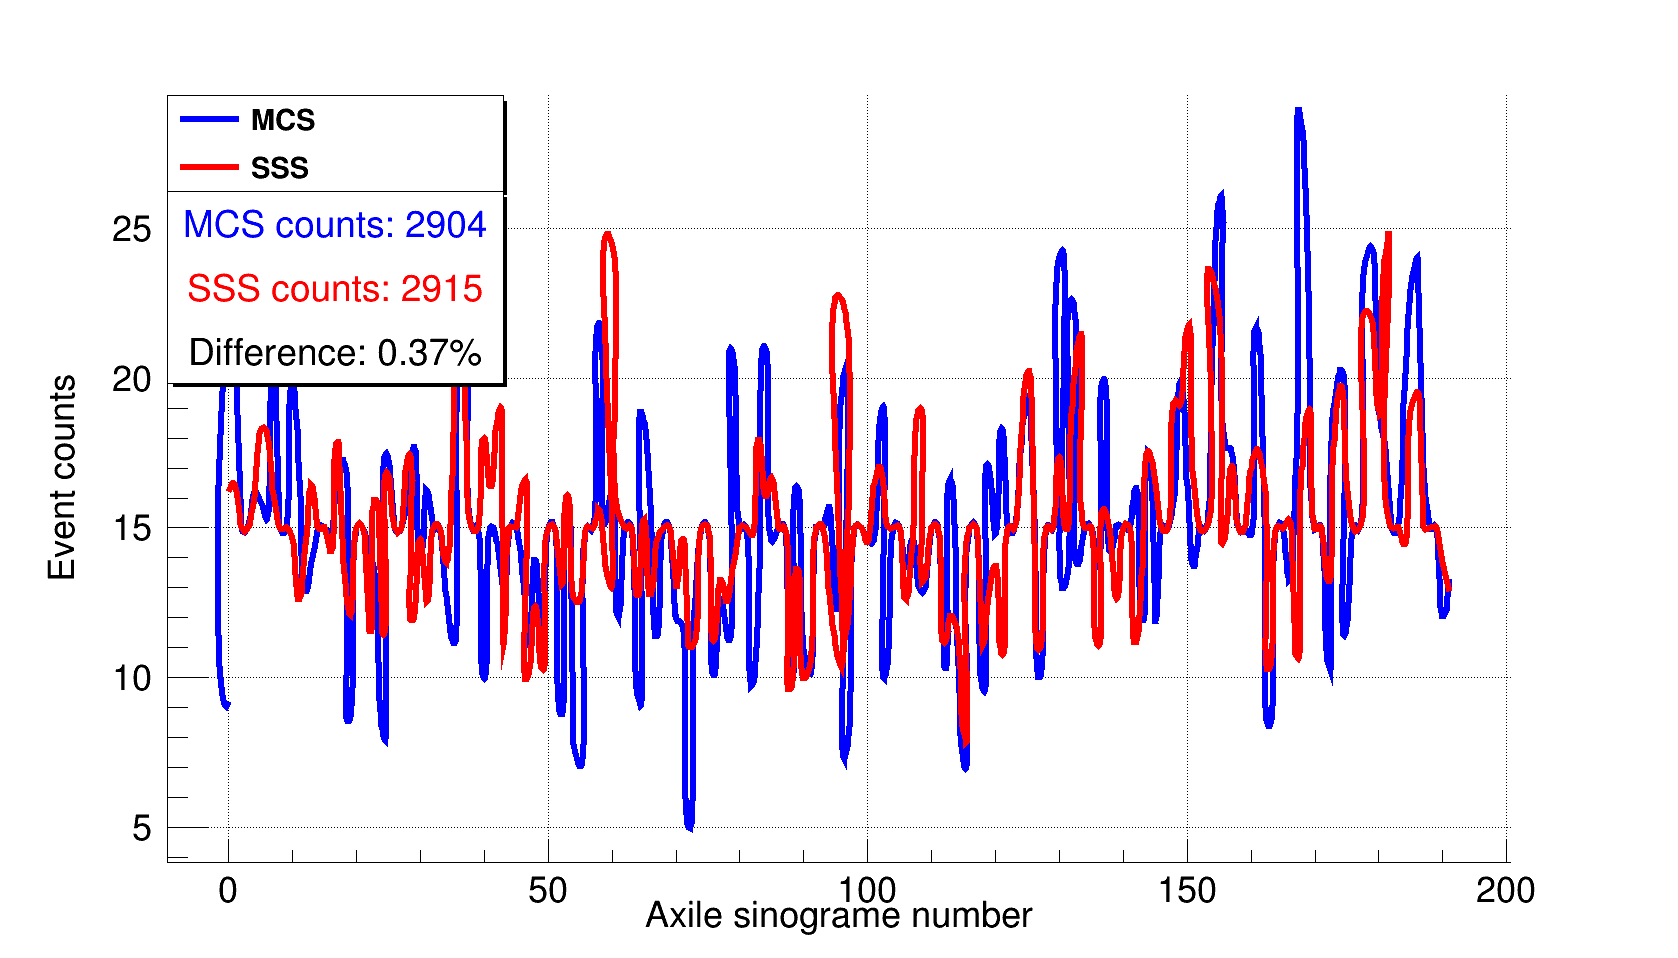 MCS
SSS
MCS counts: 2904
SSS counts: 2915
Difference: 0.37%
25
20
15
10
5
Event counts
0 50 100 150 200
Axile sinograme number